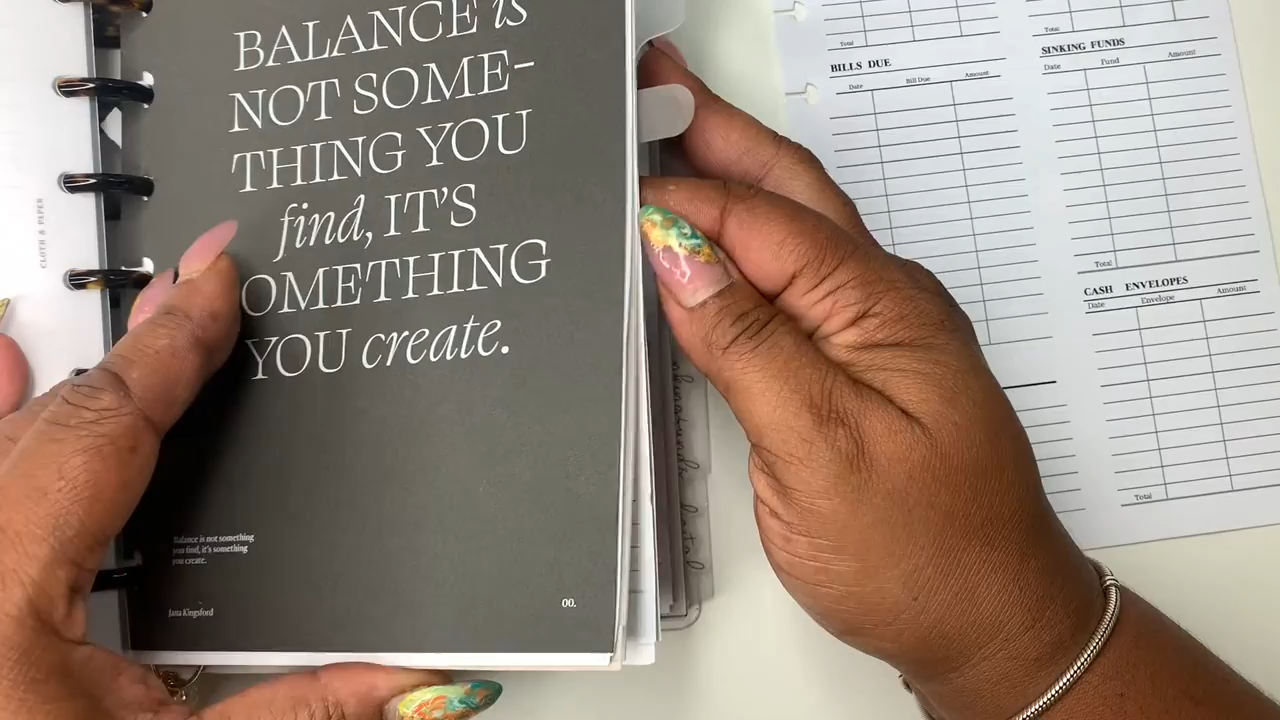 BALANCE is
NOT SOME-
THING YOU
find, IT'S
OMETHING
YOU create.
Balance is not something
you find, it's something
you create.
Jana Kingsford
00.
CLOTH & PAPER
Total
Total
BILLS DUE
Date Bill Due Amount
SINKING FUNDS
Date Fund Amount
Total
CASH ENVELOPES
Date Envelope Amount
Total